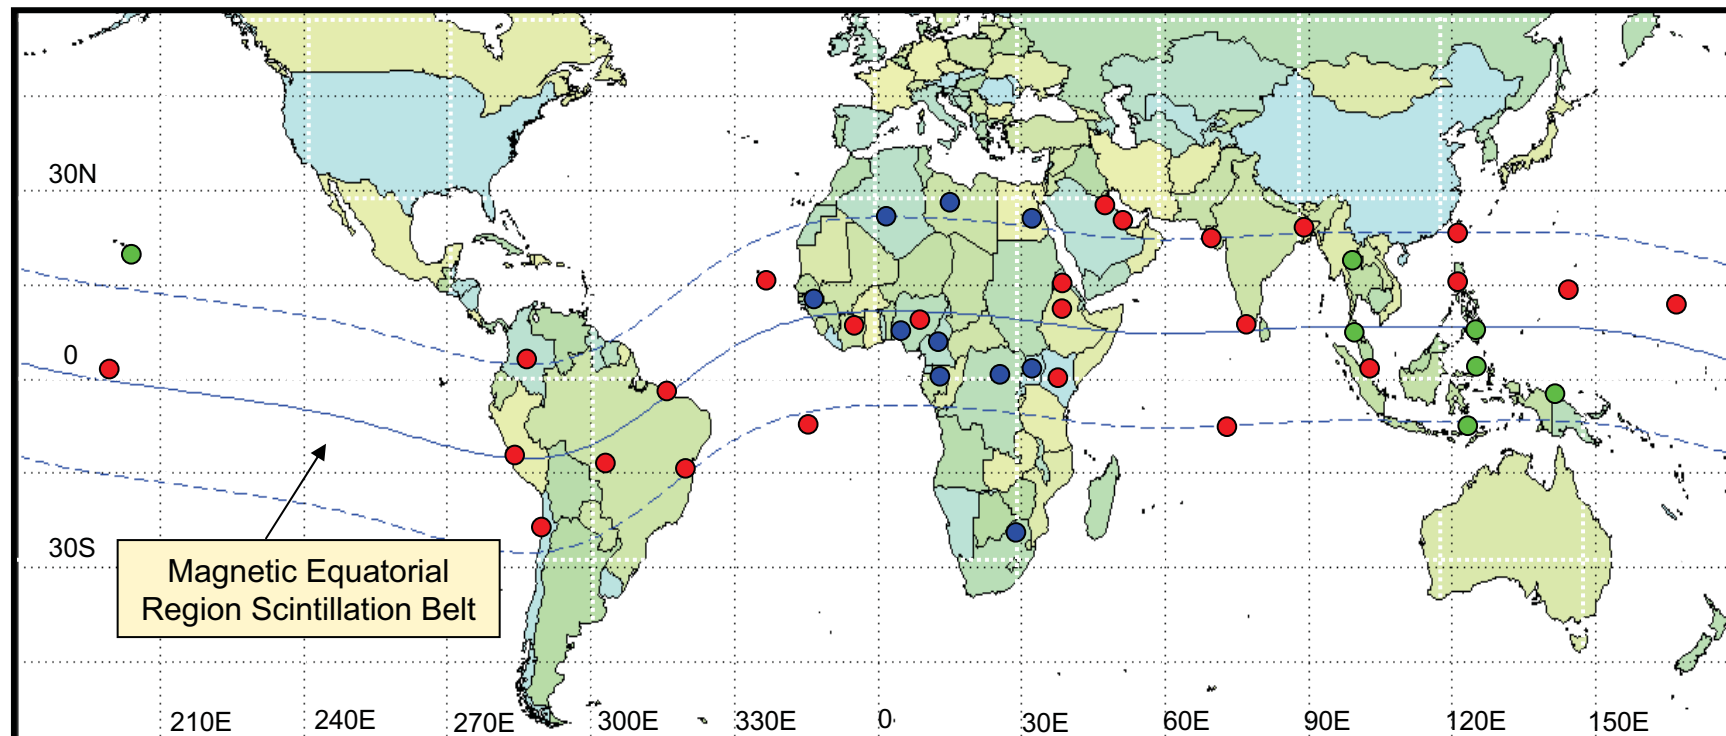 30N
0
30S
Magnetic Equatorial
Region Scintillation Belt
210E 240E 270E 300E 330E 0 30E 60E 90E 120E 150E